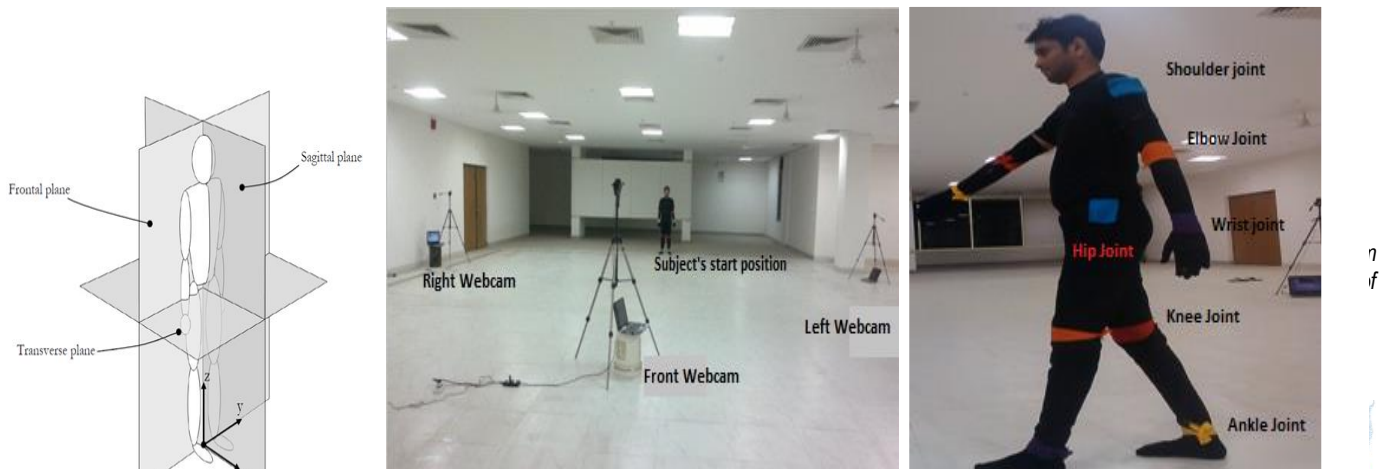 Sagittal plane
Frontal plane
Transverse plane
z
y
Right Webcam
Subject's start position
Left Webcam
Front Webcam
Shoulder joint
Elbow Joint
Wrist joint
Hip Joint
Knee Joint
Ankle Joint
of